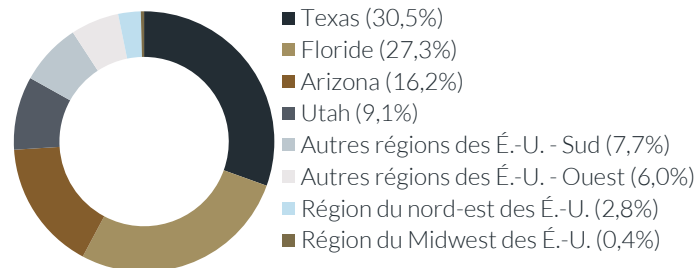 Texas (30,5%)
Floride (27,3%)
Arizona (16,2%)
Utah (9,1%)
Autres régions des É.-U. - Sud (7,7%)
Autres régions des É.-U. - Ouest (6,0%)
Région du nord-est des É.-U. (2,8%)
Région du Midwest des É.-U. (0,4%)